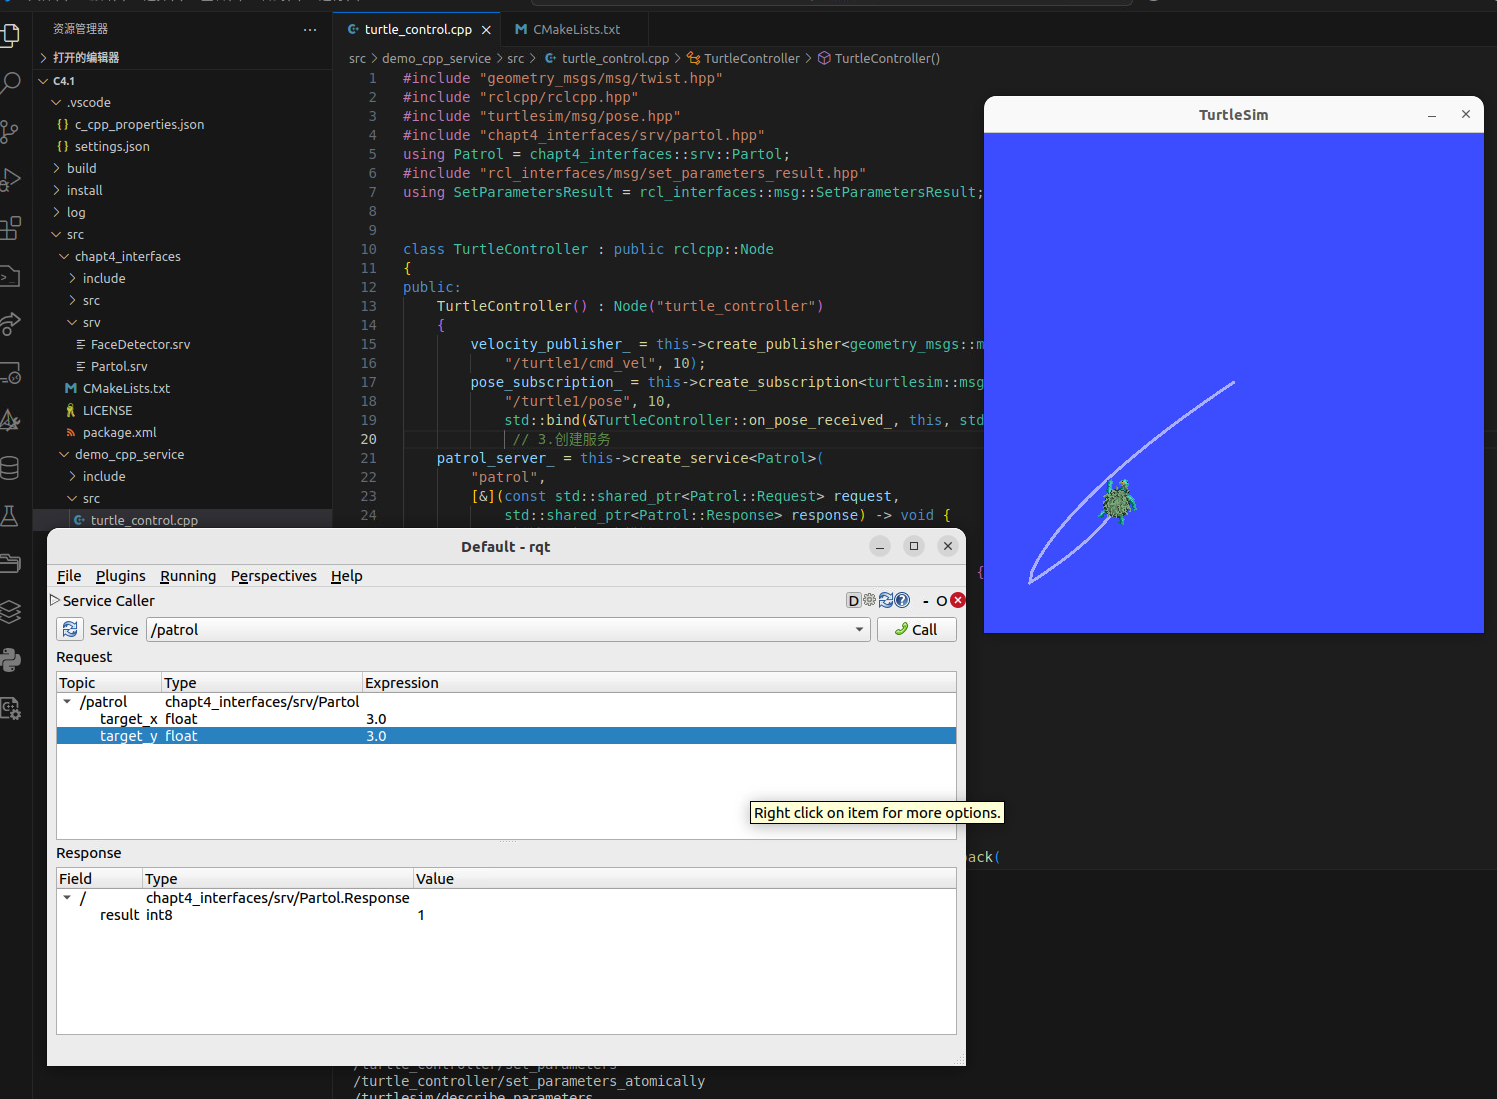 资源管理器
···
打开的编辑器
C4.1
.vscode
{} c_cpp_properties.json
{} settings.json
build
install
log
src
chapt4_interfaces
include
src
srv
FaceDetector.srv
Partol.srv
CMakeLists.txt
LICENSE
package.xml
demo_cpp_service
include
src
turtle_control.cpp
turtle_control.cpp
CMakeLists.txt
src > demo_cpp_service > src > turtle_control.cpp > TurtleController > TurtleController()
1 #include "geometry_msgs/msg/twist.hpp"
2 #include "rclcpp/rclcpp.hpp"
3 #include "turtlesim/msg/pose.hpp"
4 #include "chapt4_interfaces/srv/partol.hpp"
5 using Patrol = chapt4_interfaces::srv::Partol;
6 #include "rcl_interfaces/msg/set_parameters_result.hpp"
7 using SetParametersResult = rcl_interfaces::msg::SetParametersResult;
8
9
10 class TurtleController : public rclcpp::Node
11 {
12 public:
13 TurtleController() : Node("turtle_controller")
14 {
15 velocity_publisher_ = this->create_publisher<geometry_msgs::m
16 "/turtle1/cmd_vel", 10);
17 pose_subscription_ = this->create_subscription<turtlesim::msg
18 "/turtle1/pose", 10,
19 std::bind(&TurtleController::on_pose_received_, this, std
20 // 3.创建服务
21 patrol_server_ = this->create_service<Patrol>(
22 "patrol",
23 [&](const std::shared_ptr<Patrol::Request> request,
24 std::shared_ptr<Patrol::Response> response) -> void {
{
back(
TurtleSim
Default - rqt
File Plugins Running Perspectives Help
Service Caller
D
- O
Service /patrol Call
Request
Topic Type Expression
/patrol chapt4_interfaces/srv/Partol
target_x float 3.0
target_y float 3.0
Right click on item for more options.
Response
Field Type Value
/ chapt4_interfaces/srv/Partol.Response
result int8 1
/turtle_controller/set_parameters
/turtle_controller/set_parameters_atomically
/turtlesim/describe_parameters